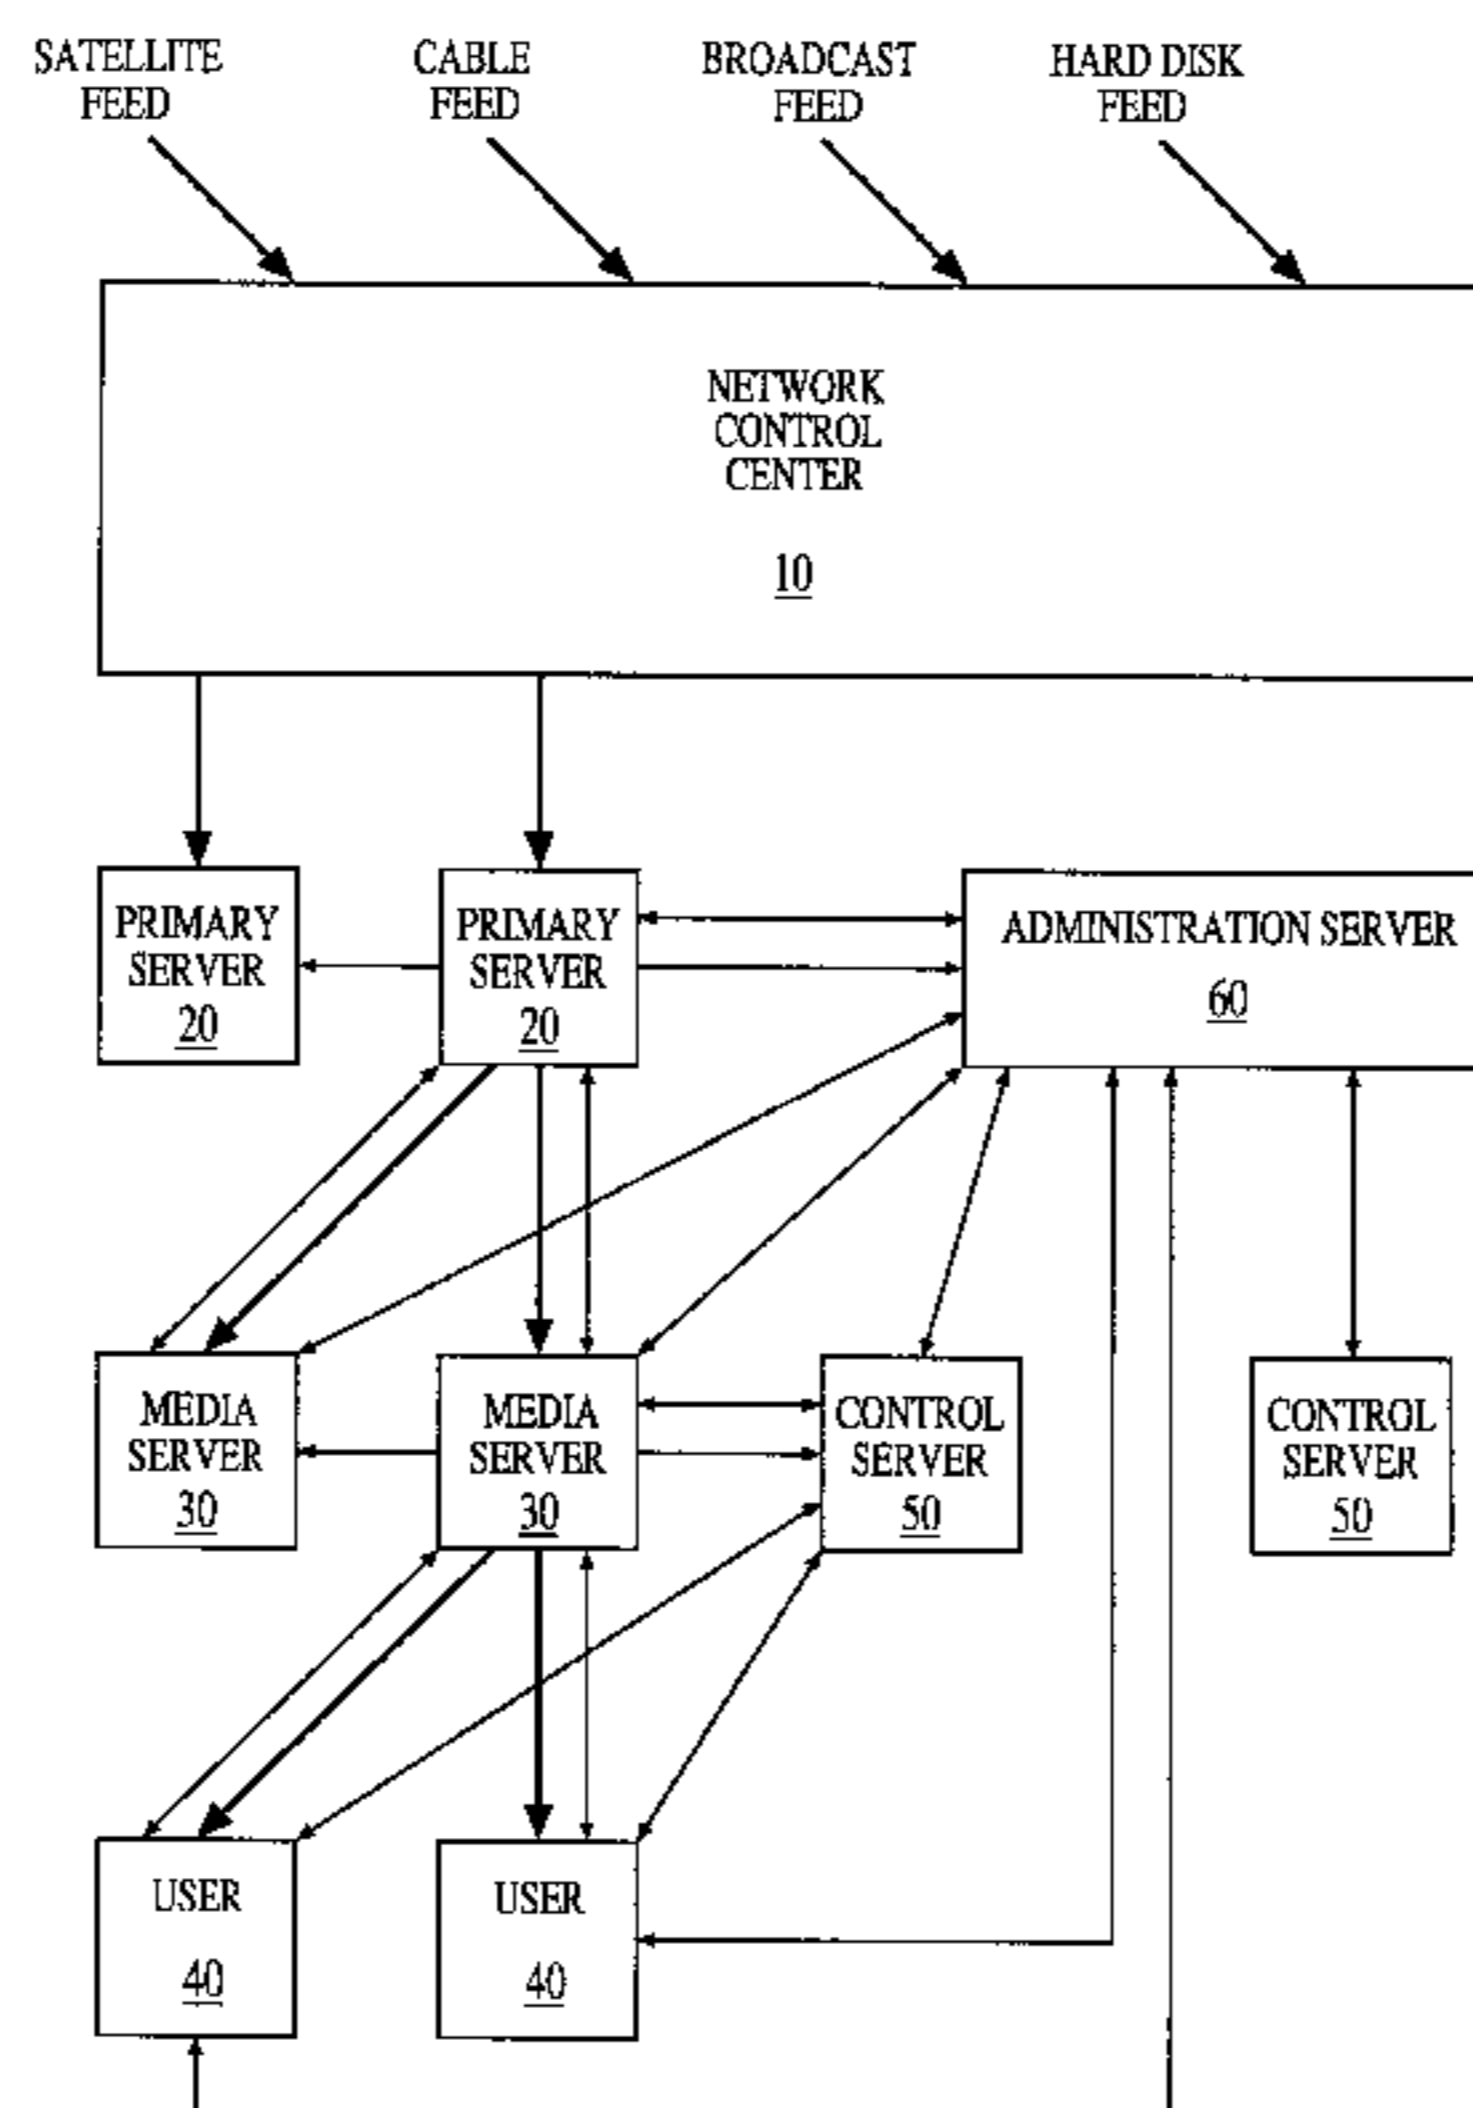 SATELLITE
FEED
CABLE
FEED
BROADCAST
FEED
HARD DISK
FEED
NETWORK
CONTROL
CENTER
10
PRIMARY
SERVER
20
PRIMARY
SERVER
20
ADMINISTRATION SERVER
60
MEDIA
SERVER
30
MEDIA
SERVER
30
CONTROL
SERVER
50
CONTROL
SERVER
50
USER
40
USER
40